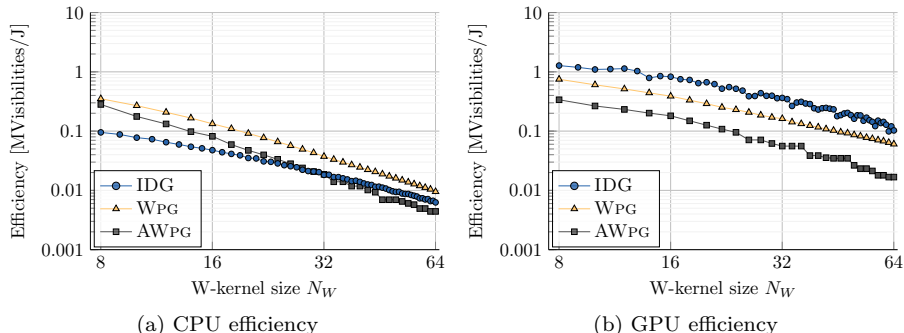 Efficiency [MVisibilities/J]
10
1
0.1
0.01
0.001
8
16
32
64
IDG
WPG
AWPG
W-kernel size N_W
(a) CPU efficiency
Efficiency [MVisibilities/J]
10
1
0.1
0.01
0.001
8
16
32
64
IDG
WPG
AWPG
W-kernel size N_W
(b) GPU efficiency